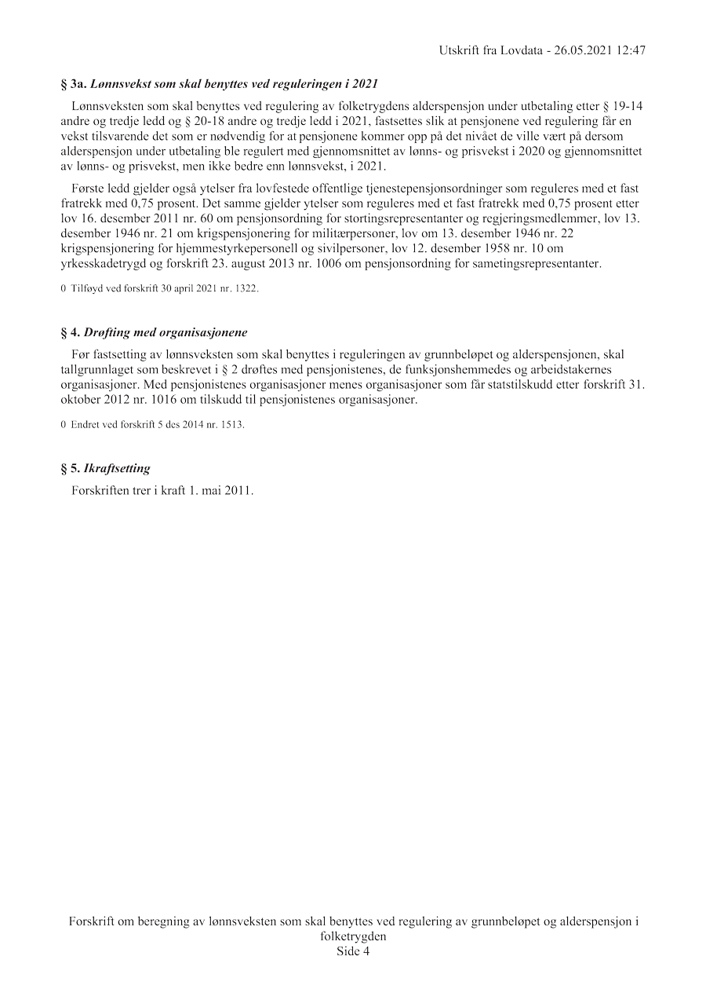 Utskrift fra Lovdata - 26.05.2021 12:47
§ 3a. Lønnsvekst som skal benyttes ved reguleringen i 2021
Lønnsveksten som skal benyttes ved regulering av folketrygdens alderspensjon under utbetaling etter § 19-14
andre og tredje ledd og § 20-18 andre og tredje ledd i 2021, fastsettes slik at pensjonene ved regulering får en
vekst tilsvarende det som er nødvendig for at pensjonene kommer opp på det nivået de ville vært på dersom
alderspensjon under utbetaling ble regulert med gjennomsnittet av lønns- og prisvekst i 2020 og gjennomsnittet
av lønns- og prisvekst, men ikke bedre enn lønnsvekst, i 2021.
Første ledd gjelder også ytelser fra lovfestede offentlige tjenestepensjonsordninger som reguleres med et fast
fratrekk med 0,75 prosent. Det samme gjelder ytelser som reguleres med et fast fratrekk med 0,75 prosent etter
lov 16. desember 2011 nr. 60 om pensjonsordning for stortingsrepresentanter og regjeringsmedlemmer, lov 13.
desember 1946 nr. 21 om krigspensjonering for militærpersoner, lov om 13. desember 1946 nr. 22
krigspensjonering for hjemmestyrkepersonell og sivilpersoner, lov 12. desember 1958 nr. 10 om
yrkesskadetrygd og forskrift 23. august 2013 nr. 1006 om pensjonsordning for sametingsrepresentanter.
0 Tilføyd ved forskrift 30 april 2021 nr. 1322.
§ 4. Drøfting med organisasjonene
Før fastsetting av lønnsveksten som skal benyttes i reguleringen av grunnbeløpet og alderspensjonen, skal
tallgrunnlaget som beskrevet i § 2 drøftes med pensjonistenes, de funksjonshemmedes og arbeidstakernes
organisasjoner. Med pensjonistenes organisasjoner menes organisasjoner som får statstilskudd etter forskrift 31.
oktober 2012 nr. 1016 om tilskudd til pensjonistenes organisasjoner.
0 Endret ved forskrift 5 des 2014 nr. 1513.
§ 5. Ikraftsetting
Forskriften trer i kraft 1. mai 2011.
Forskrift om beregning av lønnsveksten som skal benyttes ved regulering av grunnbeløpet og alderspensjon i
folketrygden
Side 4